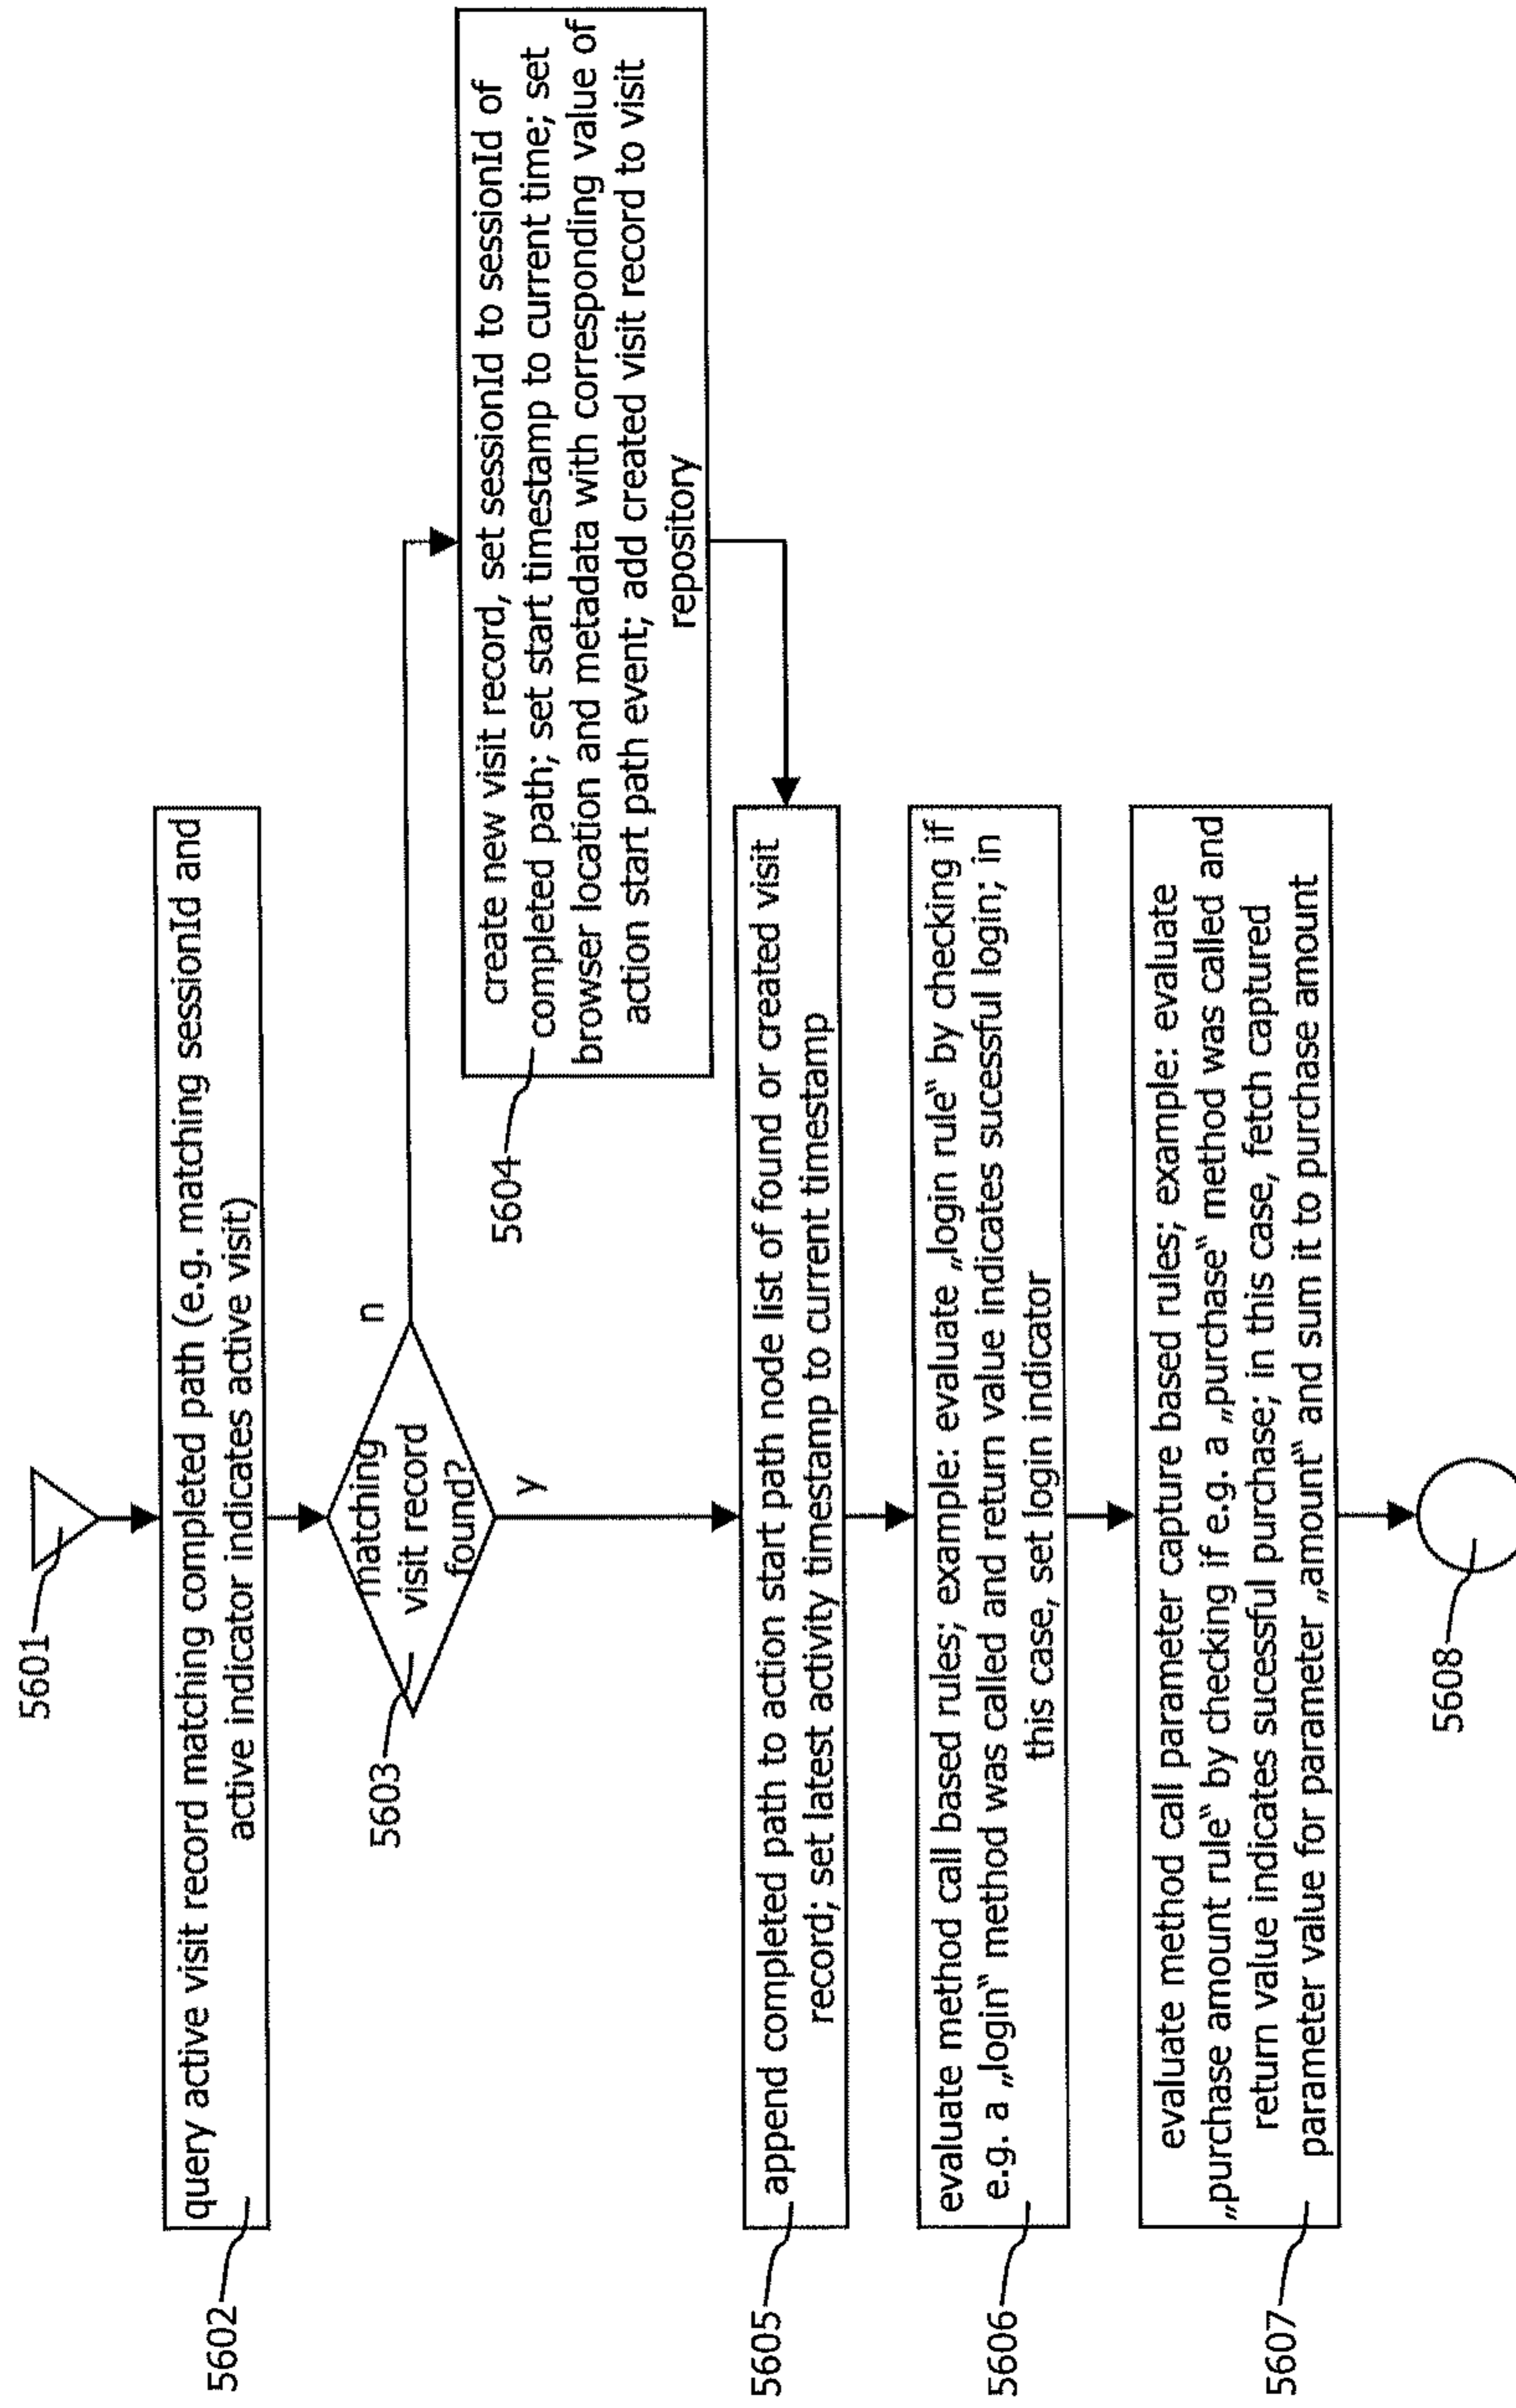 5601
5602
query active visit record matching completed path (e.g. matching sessionId and
active indicator indicates active visit)
5603
matching
visit record
found?
n
y
5604
create new visit record, set sessionId to sessionId of
completed path; set start timestamp to current time; set
browser location and metadata with corresponding value of
action start path event; add created visit record to visit
repository
5605
append completed path to action start path node list of found or created visit
record; set latest activity timestamp to current timestamp
5606
evaluate method call based rules; example: evaluate „login rule“ by checking if
e.g. a „login“ method was called and return value indicates sucessful login; in
this case, set login indicator
5607
evaluate method call parameter capture based rules; example: evaluate
„purchase amount rule“ by checking if e.g. a „purchase“ method was called and
return value indicates sucessful purchase; in this case, fetch captured
parameter value for parameter „amount“ and sum it to purchase amount
5608